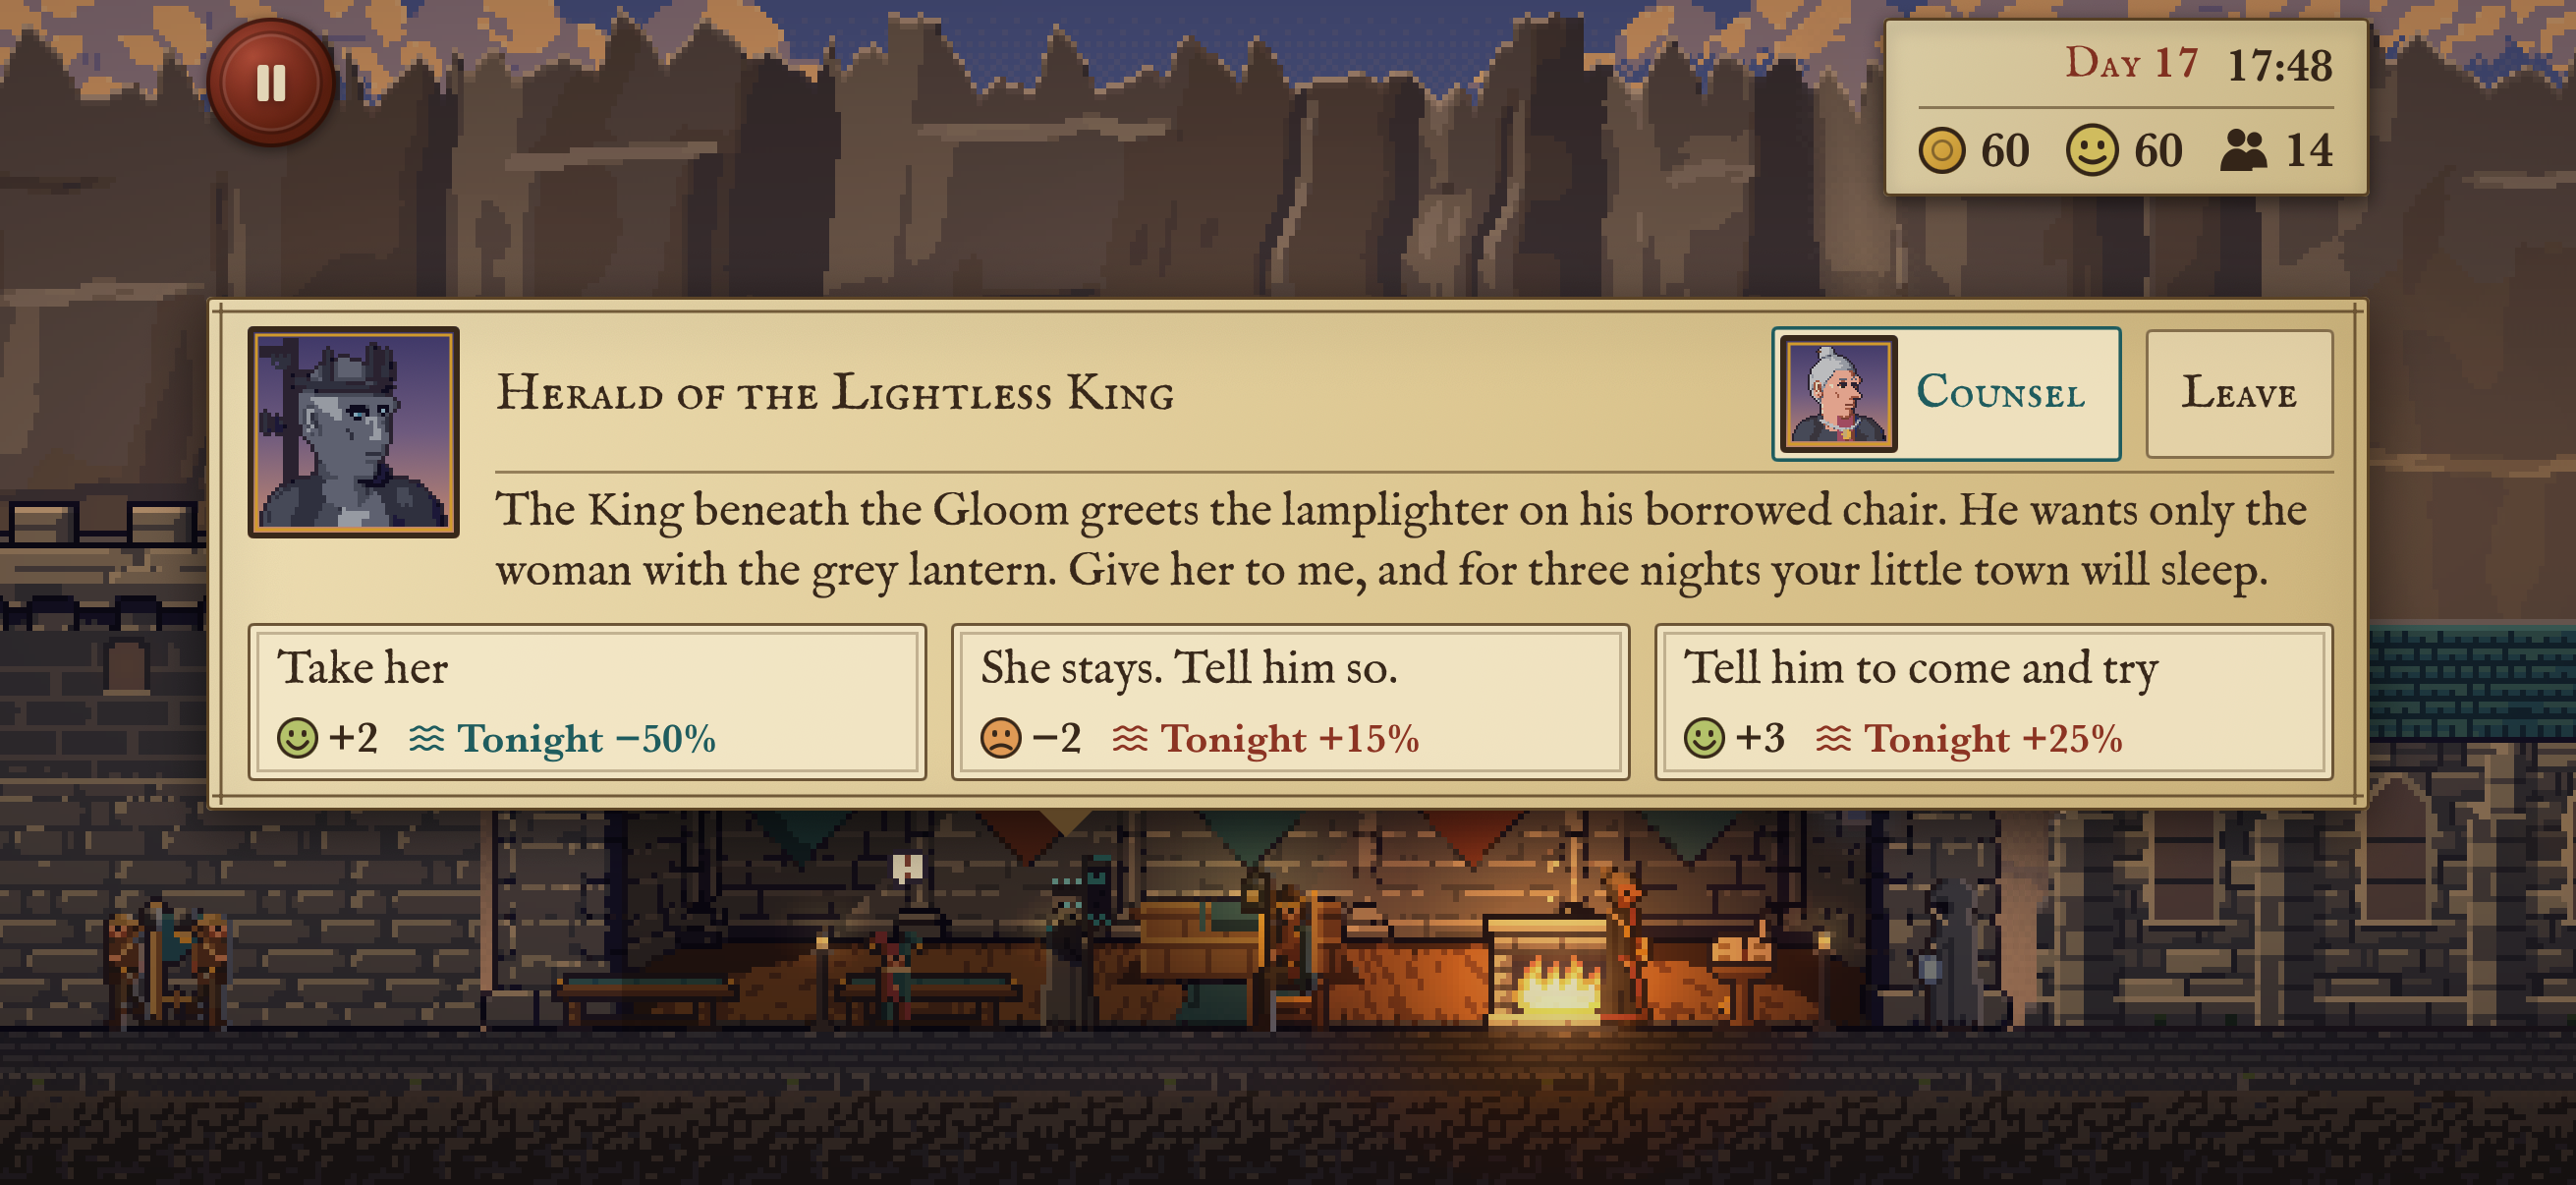 Day 17 17:48
60 60 14
Herald of the Lightless King
Counsel
Leave
The King beneath the Gloom greets the lamplighter on his borrowed chair. He wants only the
woman with the grey lantern. Give her to me, and for three nights your little town will sleep.
Take her
+2 Tonight −50%
She stays. Tell him so.
−2 Tonight +15%
Tell him to come and try
+3 Tonight +25%